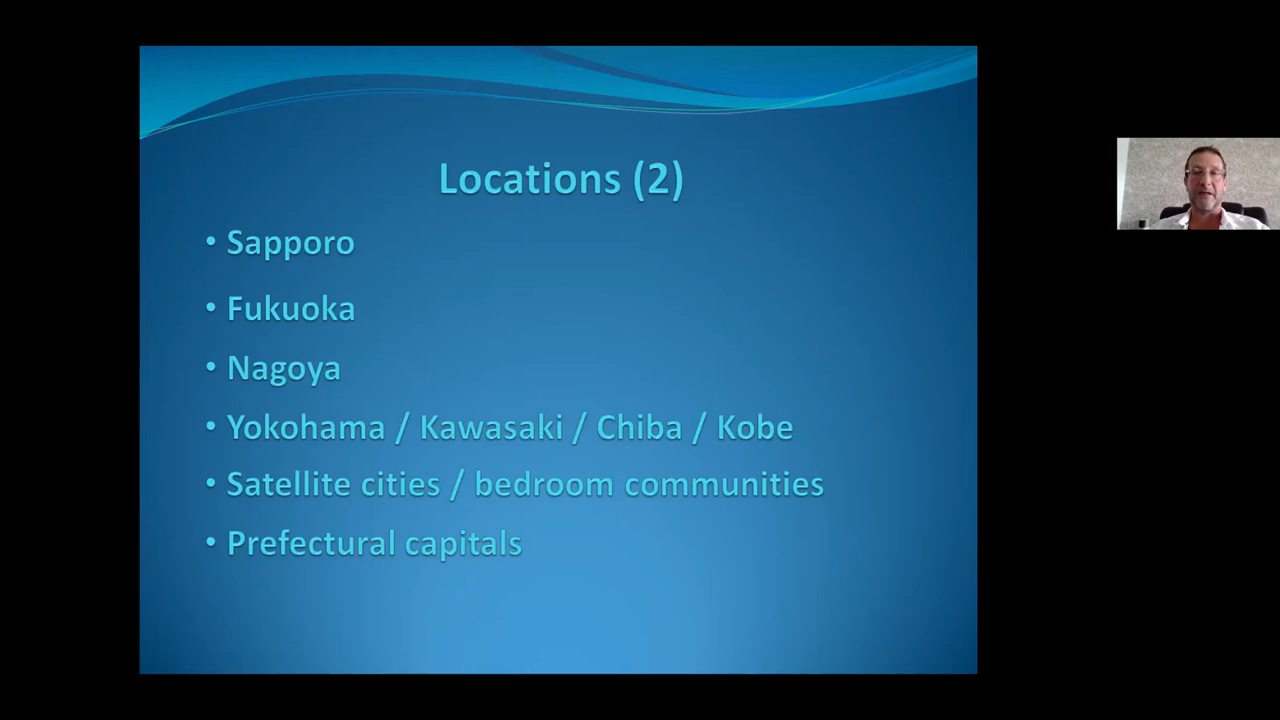 Locations (2)
• Sapporo
• Fukuoka
• Nagoya
• Yokohama / Kawasaki / Chiba / Kobe
• Satellite cities / bedroom communities
• Prefectural capitals